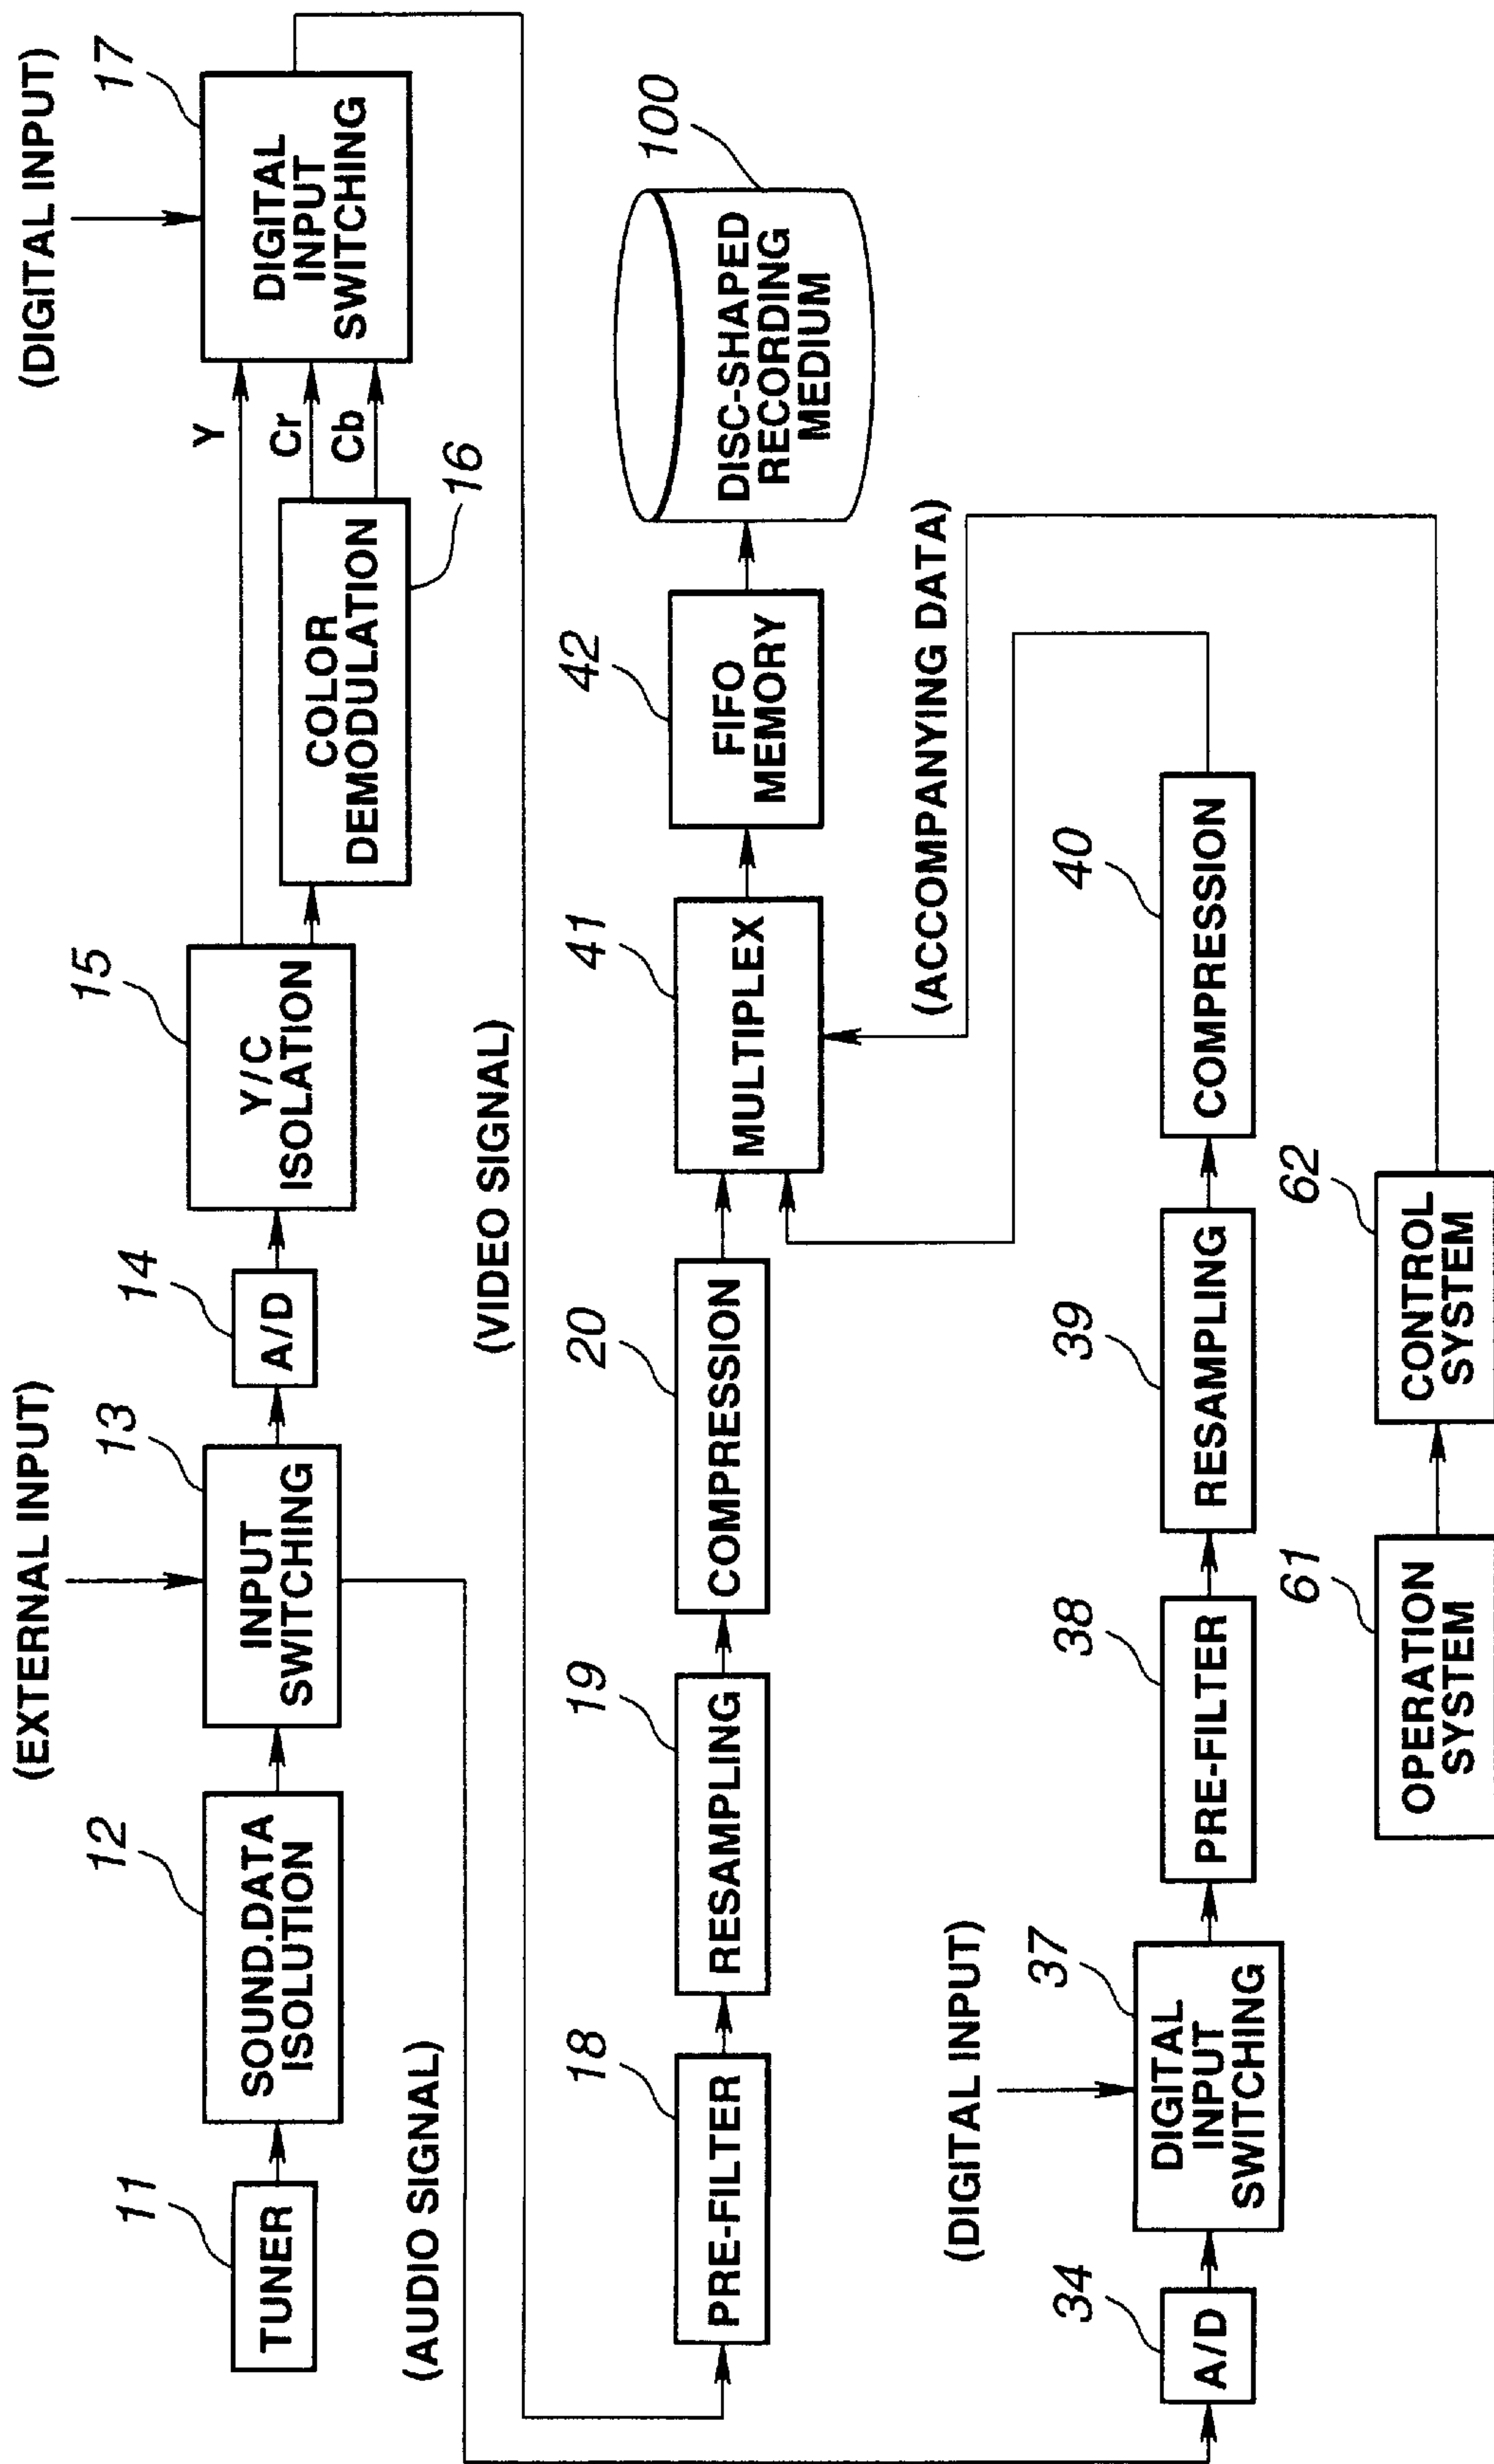 (EXTERNAL INPUT)
(DIGITAL INPUT)
11
TUNER
12
SOUND.DATA
ISOLUTION
13
INPUT
SWITCHING
14
A/D
15
Y/C
ISOLATION
Y
Cr
Cb
COLOR
DEMODULATION
16
17
DIGITAL
INPUT
SWITCHING
(AUDIO SIGNAL)
(VIDEO SIGNAL)
18
PRE-FILTER
19
RESAMPLING
20
COMPRESSION
41
MULTIPLEX
42
FIFO
MEMORY
100
DISC-SHAPED
RECORDING
MEDIUM
(DIGITAL INPUT)
(ACCOMPANYING DATA)
34
A/D
37
DIGITAL
INPUT
SWITCHING
38
PRE-FILTER
39
RESAMPLING
40
COMPRESSION
61
OPERATION
SYSTEM
62
CONTROL
SYSTEM